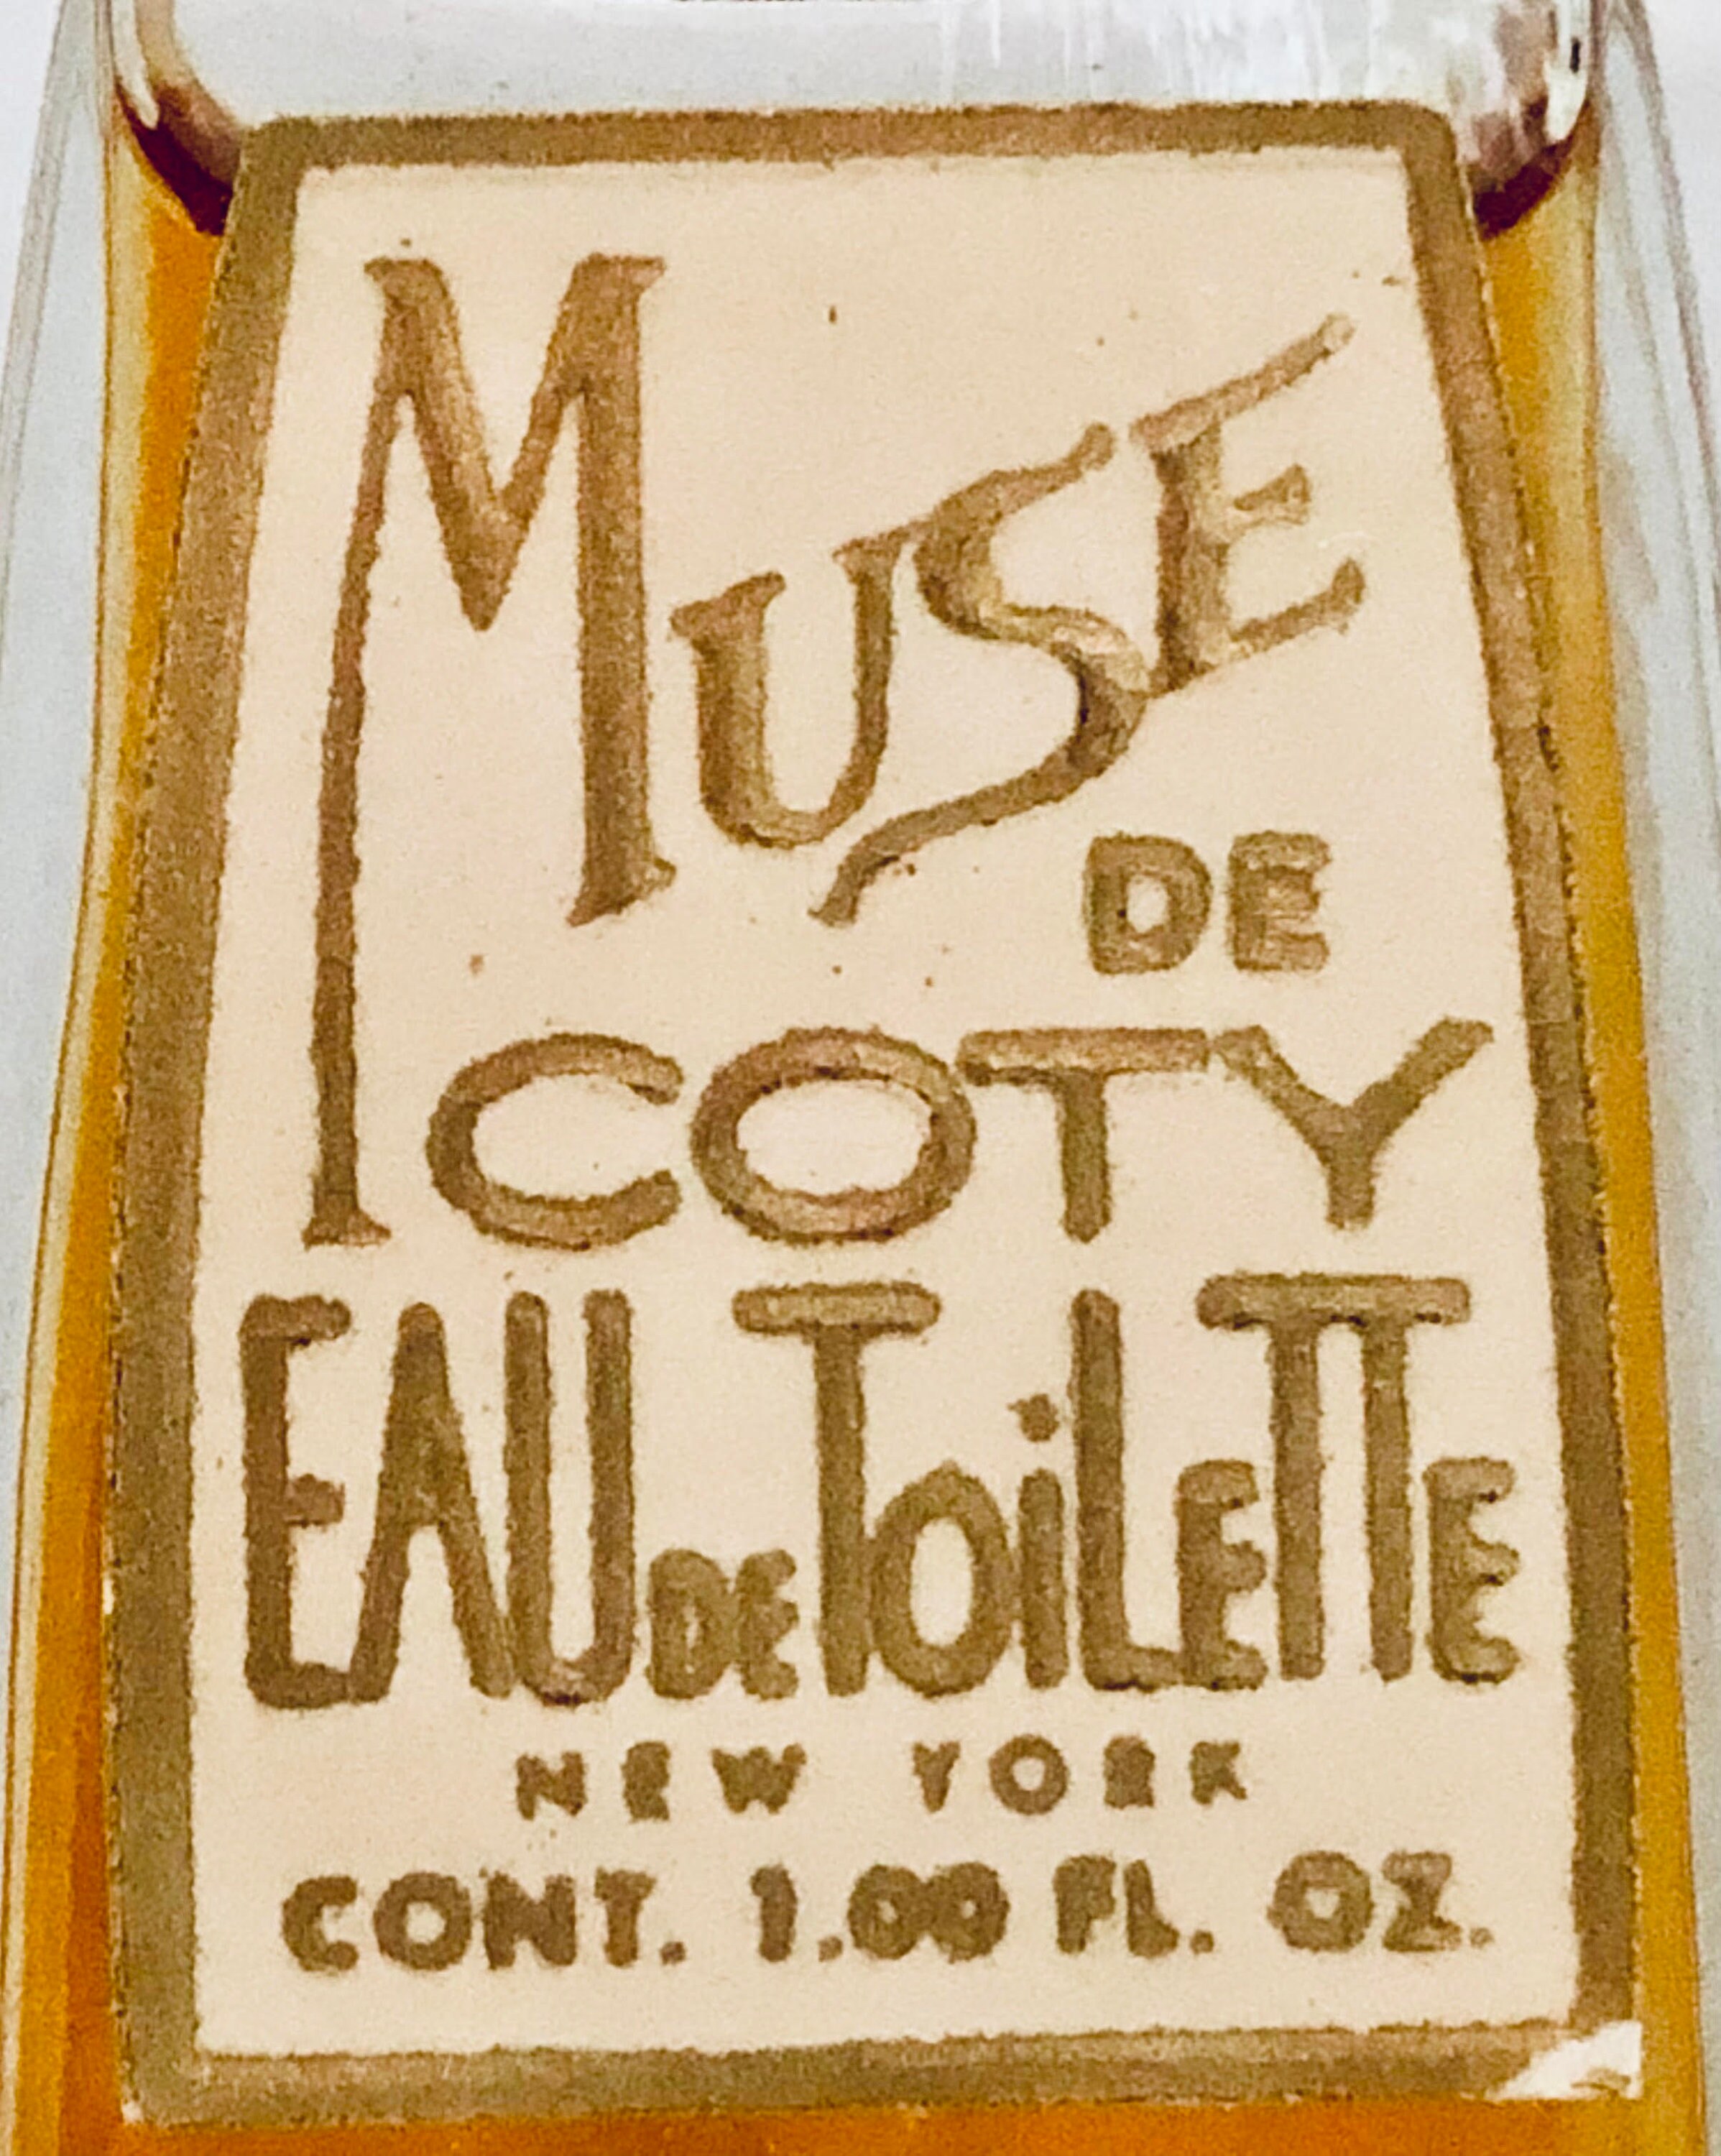 MUSE
DE
COTY
EAU DE TOiLETTE
NEW YORK
CONT. 1.00 FL. OZ.